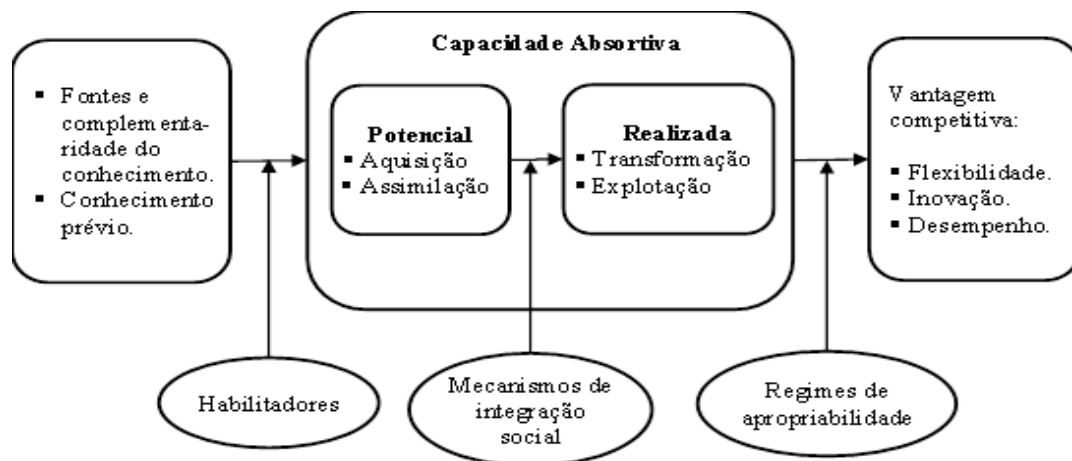 ▪ Fontes e
complementa-
ridade do
conhecimento.
▪ Conhecimento
prévio.
Capacidade Absortiva
Potencial
▪ Aquisição
▪ Assimilação
Realizada
▪ Transformação
▪ Explotação
Vantagem
competitiva:
▪ Flexibilidade.
▪ Inovação.
▪ Desempenho.
Habilitadores
Mecanismos de
integração
social
Regimes de
apropriabilidade